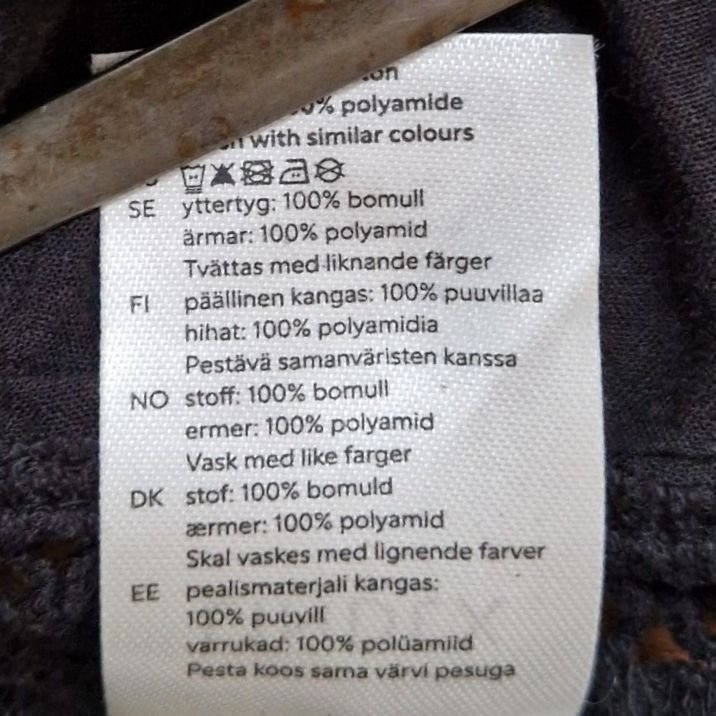 polyamide
with similar colours
SE yttertyg: 100% bomull
ärmar: 100% polyamid
Tvättas med liknande färger
FI päällinen kangas: 100% puuvillaa
hihat: 100% polyamidia
Pestävä samanväristen kanssa
NO stoff: 100% bomull
ermer: 100% polyamid
Vask med like farger
DK stof: 100% bomuld
ærmer: 100% polyamid
Skal vaskes med lignende farver
EE pealismaterjali kangas:
100% puuvill
varrukad: 100% polüamiid
Pesta koos sama värvi pesuga